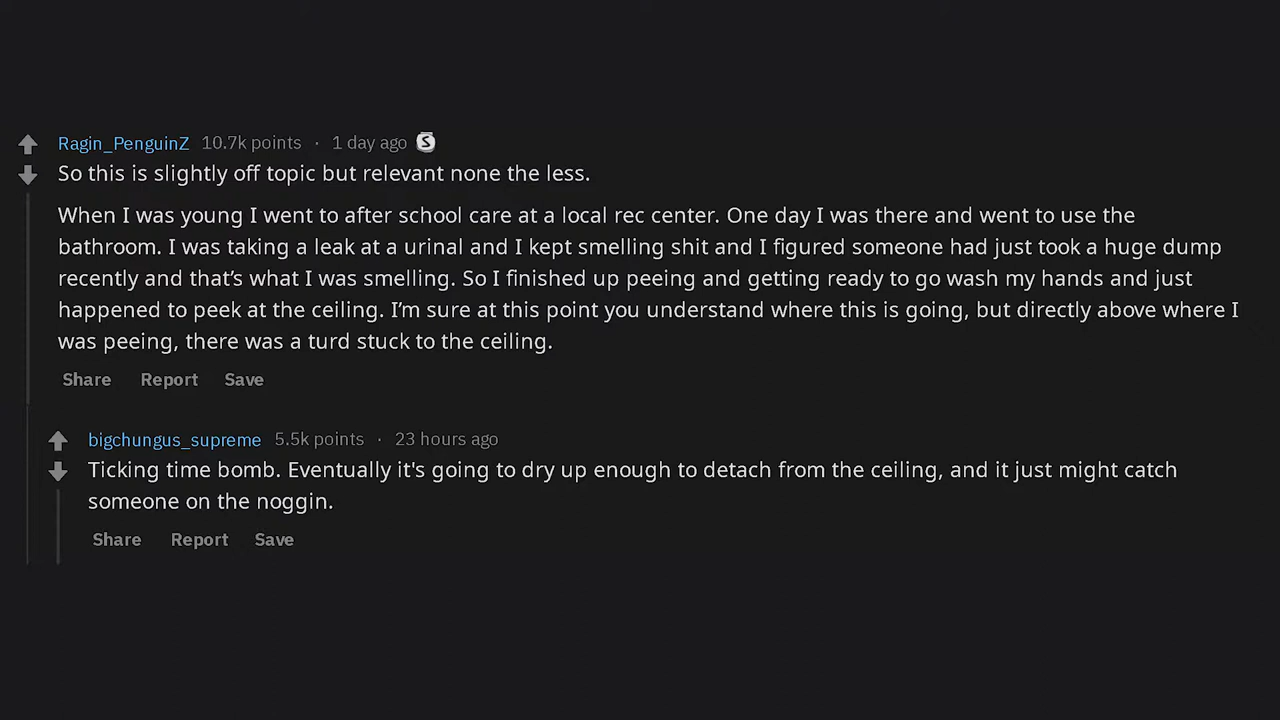 Ragin_PenguinZ 10.7k points · 1 day ago S
So this is slightly off topic but relevant none the less.
When I was young I went to after school care at a local rec center. One day I was there and went to use the
bathroom. I was taking a leak at a urinal and I kept smelling shit and I figured someone had just took a huge dump
recently and that’s what I was smelling. So I finished up peeing and getting ready to go wash my hands and just
happened to peek at the ceiling. I’m sure at this point you understand where this is going, but directly above where I
was peeing, there was a turd stuck to the ceiling.
Share Report Save
bigchungus_supreme 5.5k points · 23 hours ago
Ticking time bomb. Eventually it's going to dry up enough to detach from the ceiling, and it just might catch
someone on the noggin.
Share Report Save